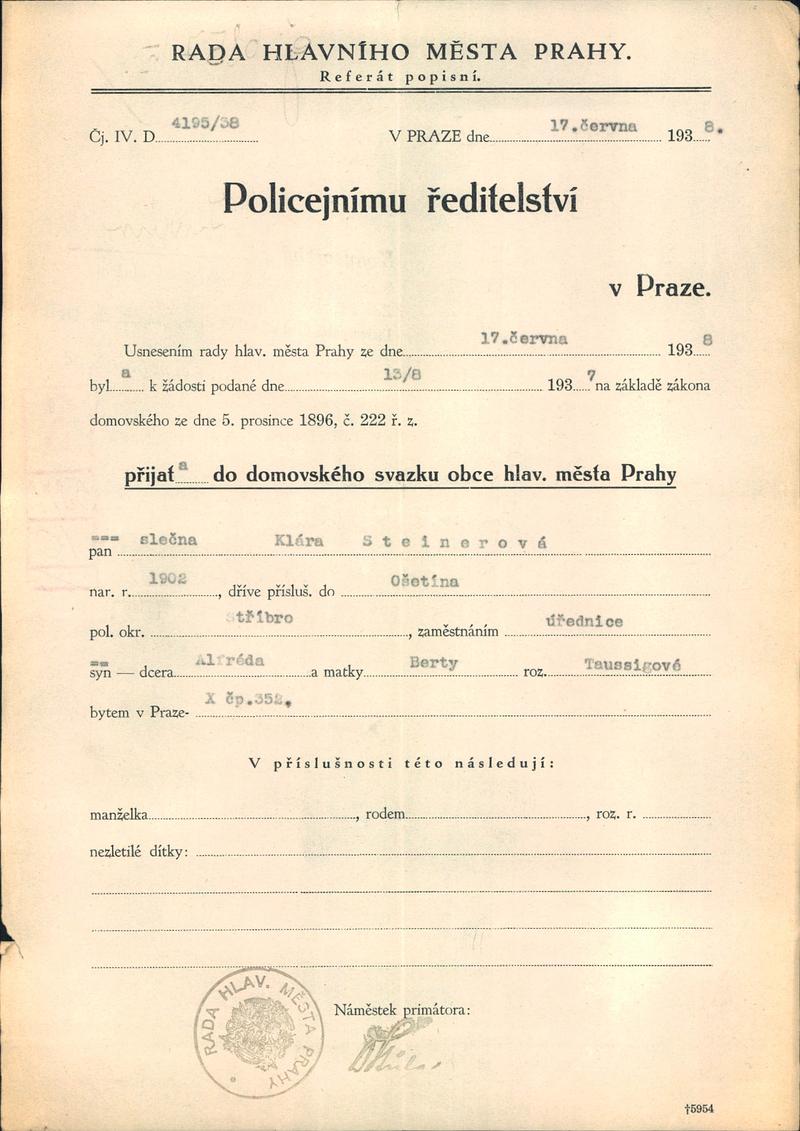 RADA HLAVNÍHO MĚSTA PRAHY.
Referát popisní.
Čj. IV. D. 4195/38 V PRAZE dne 17.června 193 8.
Policejnímu ředitelství
v Praze.
Usnesením rady hlav. města Prahy ze dne 17.června 193 8
byl a k žádosti podané dne 13/8 193 7 na základě zákona
domovského ze dne 5. prosince 1896, č. 222 ř. z.
přijat a do domovského svazku obce hlav. města Prahy
pan slečna Klára Steinerová
nar. r. 1902, dříve přísluš. do Ošetína
pol. okr. Stříbro, zaměstnáním úřednice
syn — dcera Alfréda a matky Berty roz. Taussigové
bytem v Praze- X čp.352.
V příslušnosti této následují:
manželka, rodem, roz. r.
nezletilé dítky:
RADA HLAV. MĚSTA PRAHY
Náměstek primátora:
†5954